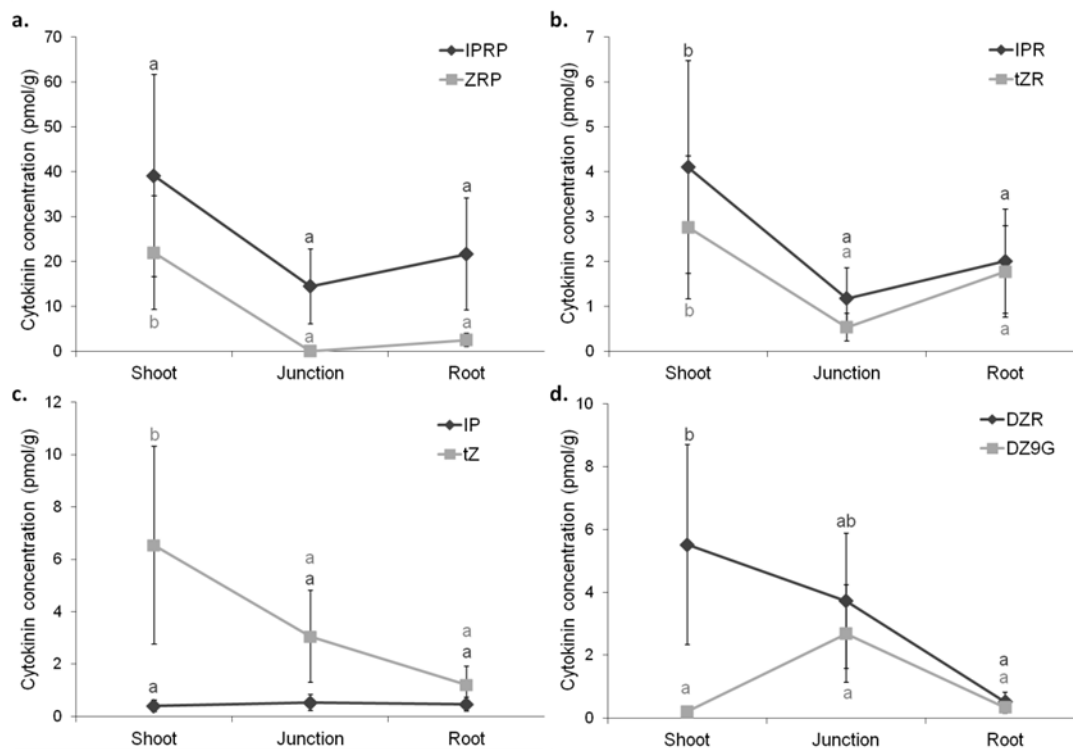 a.
Cytokinin concentration (pmol/g)
70
60
50
40
30
20
10
0
IPRP
ZRP
a
a
a
b
a
a
Shoot
Junction
Root
b.
Cytokinin concentration (pmol/g)
7
6
5
4
3
2
1
0
IPR
tZR
b
a
a
a
b
a
Shoot
Junction
Root
c.
Cytokinin concentration (pmol/g)
12
10
8
6
4
2
0
IP
tZ
b
a
a
a
a
a
Shoot
Junction
Root
d.
Cytokinin concentration (pmol/g)
10
8
6
4
2
0
DZR
DZ9G
b
ab
a
a
a
a
Shoot
Junction
Root